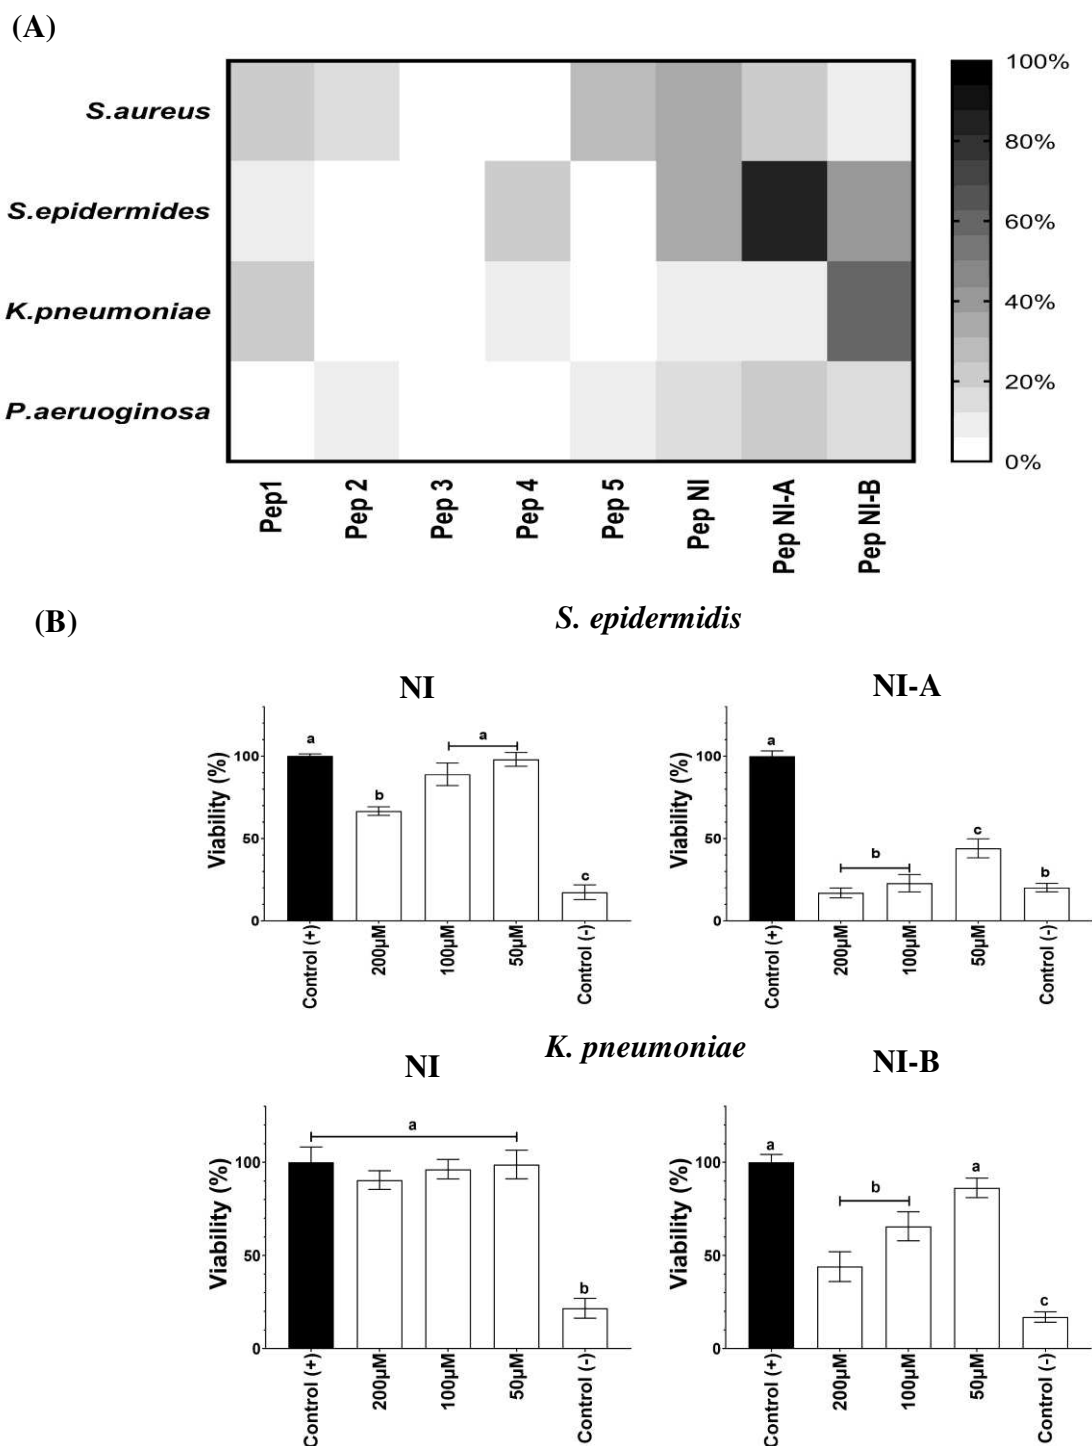 (A)
100%
80%
60%
40%
20%
0%
S.aureus
S.epidermides
K.pneumoniae
P.aeruoginosa
Pep1
Pep 2
Pep 3
Pep 4
Pep 5
Pep NI
Pep NI-A
Pep NI-B
(B)
S. epidermidis
NI
Viability (%)
100
50
0
a
b
a
c
Control (+)
200µM
100µM
50µM
Control (-)
NI-A
Viability (%)
100
50
0
a
b
c
b
Control (+)
200µM
100µM
50µM
Control (-)
K. pneumoniae
NI
Viability (%)
100
50
0
a
b
Control (+)
200µM
100µM
50µM
Control (-)
NI-B
Viability (%)
100
50
0
a
b
a
c
Control (+)
200µM
100µM
50µM
Control (-)